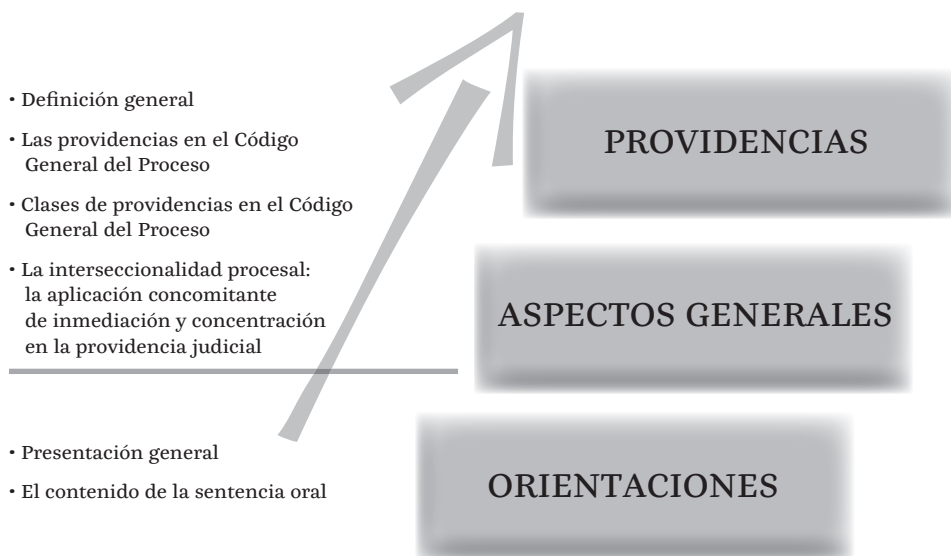 • Definición general
• Las providencias en el Código
General del Proceso
• Clases de providencias en el Código
General del Proceso
• La interseccionalidad procesal:
la aplicación concomitante
de inmediación y concentración
en la providencia judicial
• Presentación general
• El contenido de la sentencia oral
PROVIDENCIAS
ASPECTOS GENERALES
ORIENTACIONES